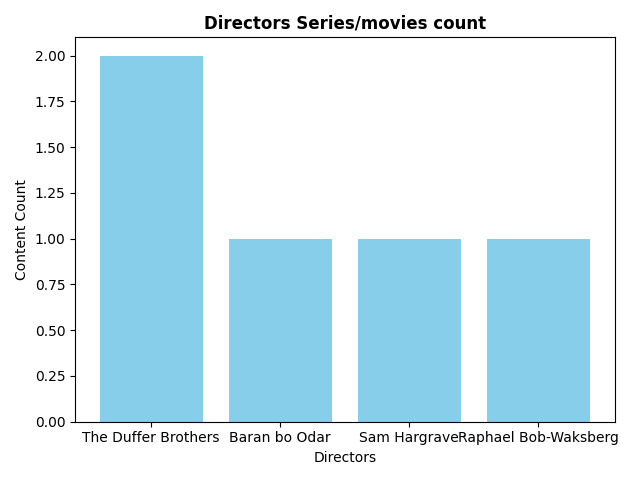 Directors Series/movies count
Content Count
2.00
1.75
1.50
1.25
1.00
0.75
0.50
0.25
0.00
The Duffer Brothers
Baran bo Odar
Sam Hargrave
Raphael Bob-Waksberg
Directors